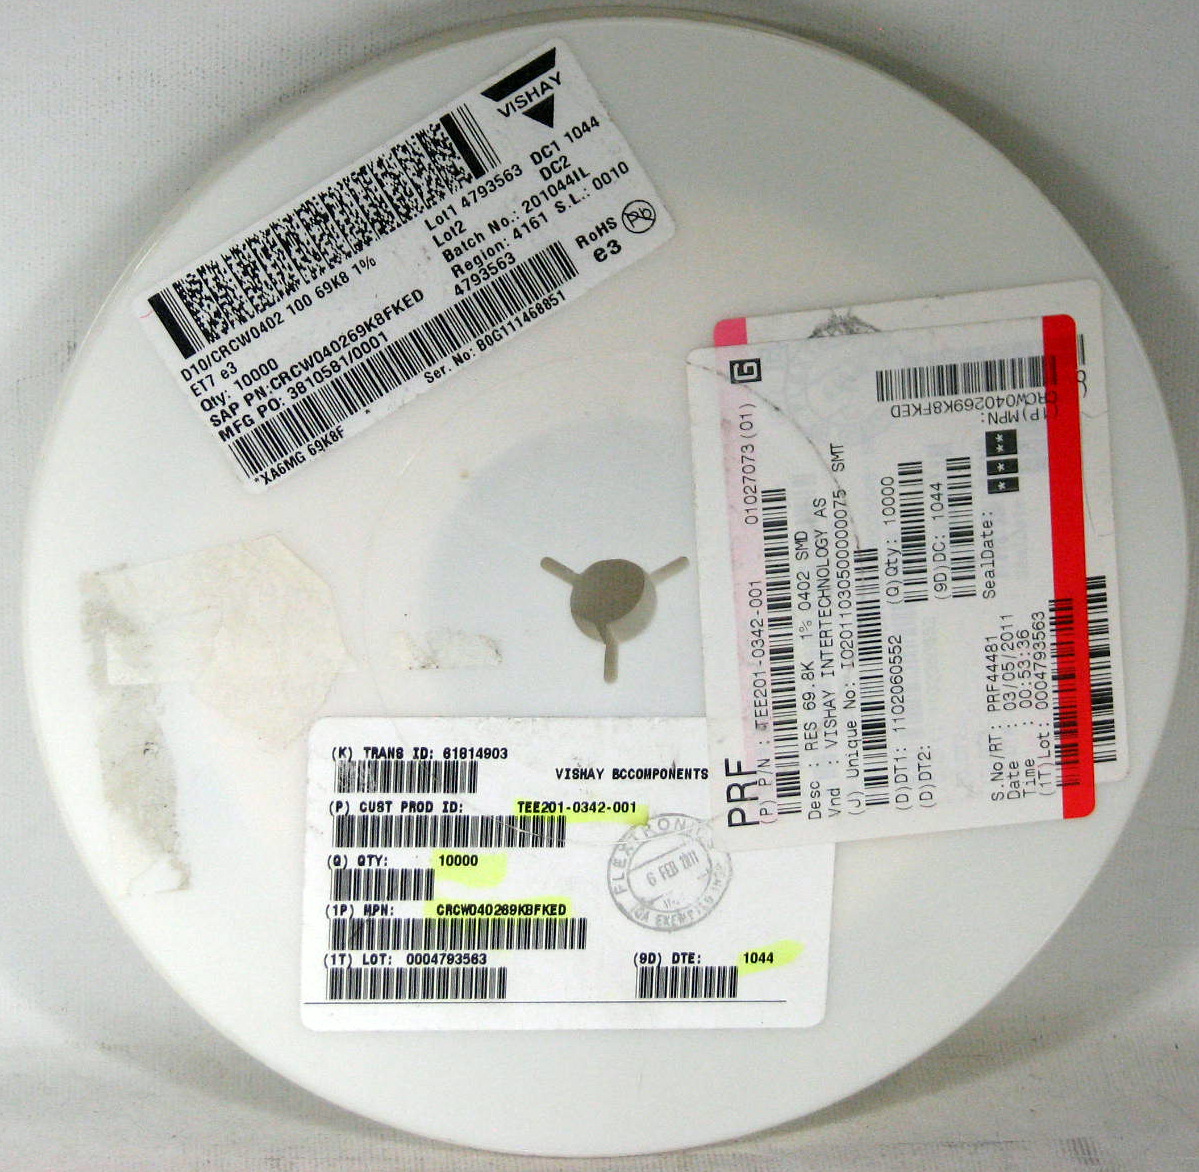 VISHAY
Lot1 4793563 DC1 1044
Lot2 DC2
Batch No.: 201044IL
Region: 4161 S.L.: 0010
4793563
RoHS
Pb
e3
D10/CRCW0402 100 69K8 1%
ET7 e3
Qty: 10000
SAP PN:CRCW040269K8FKED
MFG PO: 3810581/0001
Ser. No: B0G111468851
*XA6MG 69K8F
G
PRF
(P) P/N : TEE201-0342-001 01027073(01)
Desc : RES 69.8K 1% 0402 SMD
Vnd : VISHAY INTERTECHNOLOGY AS
(J) Unique No: IO20110305000000075 SMT
(D)DT1: 1102060552 (Q)Qty: 10000
(D)DT2: (9D)DC: 1044
SealDate:
(1P)MPN:
CRCW040269K8FKED
****
S.No/RT: PRF44481
Date : 03/05/2011
Time : 00:53:36
(1T)Lot: 0004793563
(K) TRANS ID: 61814903
VISHAY BCCOMPONENTS
(P) CUST PROD ID: TEE201-0342-001
(Q) QTY: 10000
(1P) MPN: CRCW040269K8FKED
(1T) LOT: 0004793563 (9D) DTE: 1044
FLEXTRONICS
6 FEB 2011